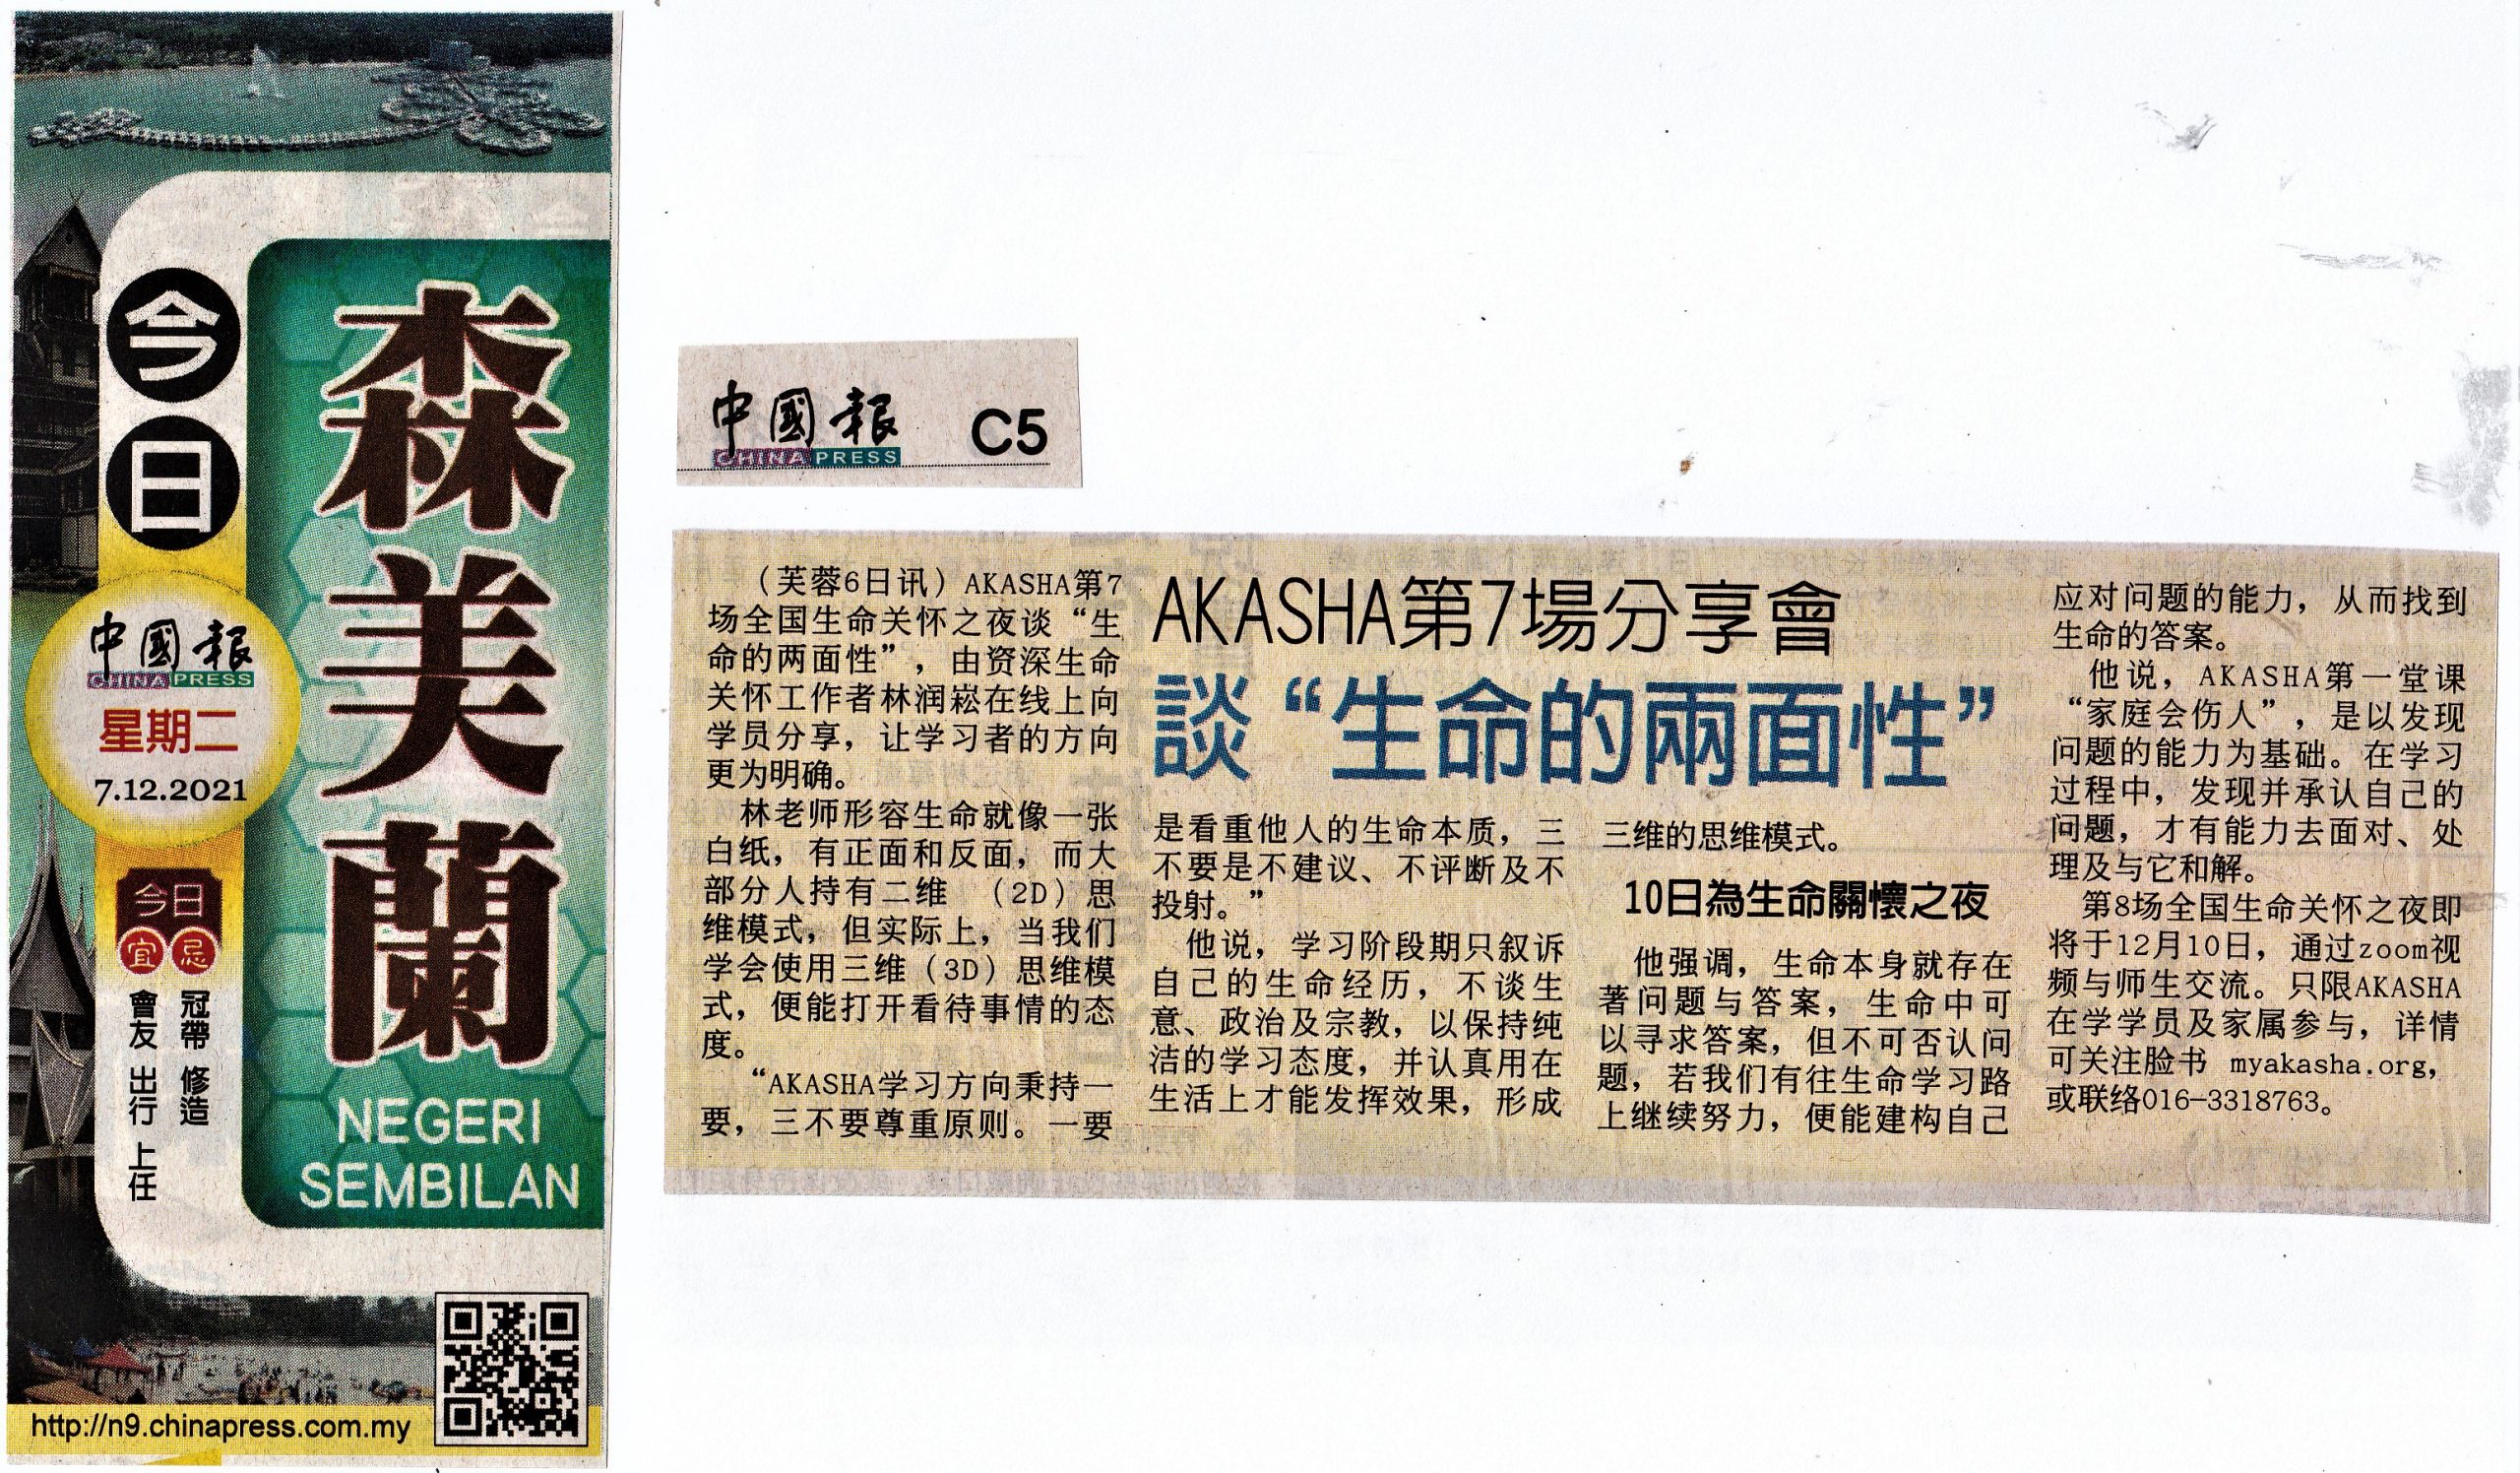 今日
森美蘭
NEGERI
SEMBILAN
中國報
CHINA PRESS
星期二
7.12.2021
今日
宜 忌
冠帶 修造
會友 出行 上任
http://n9.chinapress.com.my
中國報 C5
CHINA PRESS
AKASHA第7場分享會
談“生命的兩面性”
（芙蓉6日讯）AKASHA第7
场全国生命关怀之夜谈“生
命的两面性”，由资深生命
关怀工作者林润崧在线上向
学员分享，让学习者的方向
更为明确。
林老师形容生命就像一张
白纸，有正面和反面，而大
部分人持有二维 （2D）思
维模式，但实际上，当我们
学会使用三维（3D）思维模
式，便能打开看待事情的态
度。
“AKASHA学习方向秉持一
要，三不要尊重原则。一要
是看重他人的生命本质，三
不要是不建议、不评断及不
投射。”
他说，学习阶段期只叙诉
自己的生命经历，不谈生
意、政治及宗教，以保持纯
洁的学习态度，并认真用在
生活上才能发挥效果，形成
三维的思维模式。
10日為生命關懷之夜
他强调，生命本身就存在
著问题与答案，生命中可
以寻求答案，但不可否认问
题，若我们有往生命学习路
上继续努力，便能建构自己
应对问题的能力，从而找到
生命的答案。
他说，AKASHA第一堂课
“家庭会伤人”，是以发现
问题的能力为基础。在学习
过程中，发现并承认自己的
问题，才有能力去面对、处
理及与它和解。
第8场全国生命关怀之夜即
将于12月10日，通过zoom视
频与师生交流。只限AKASHA
在学学员及家属参与，详情
可关注脸书 myakasha.org，
或联络016-3318763。